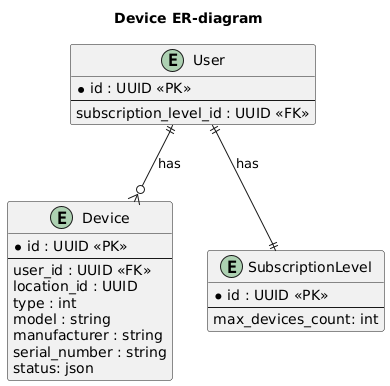 Device ER-diagram
E User
* id : UUID «PK»
subscription_level_id : UUID «FK»
has
has
E Device
* id : UUID «PK»
user_id : UUID «FK»
location_id : UUID
type : int
model : string
manufacturer : string
serial_number : string
status: json
E SubscriptionLevel
* id : UUID «PK»
max_devices_count: int